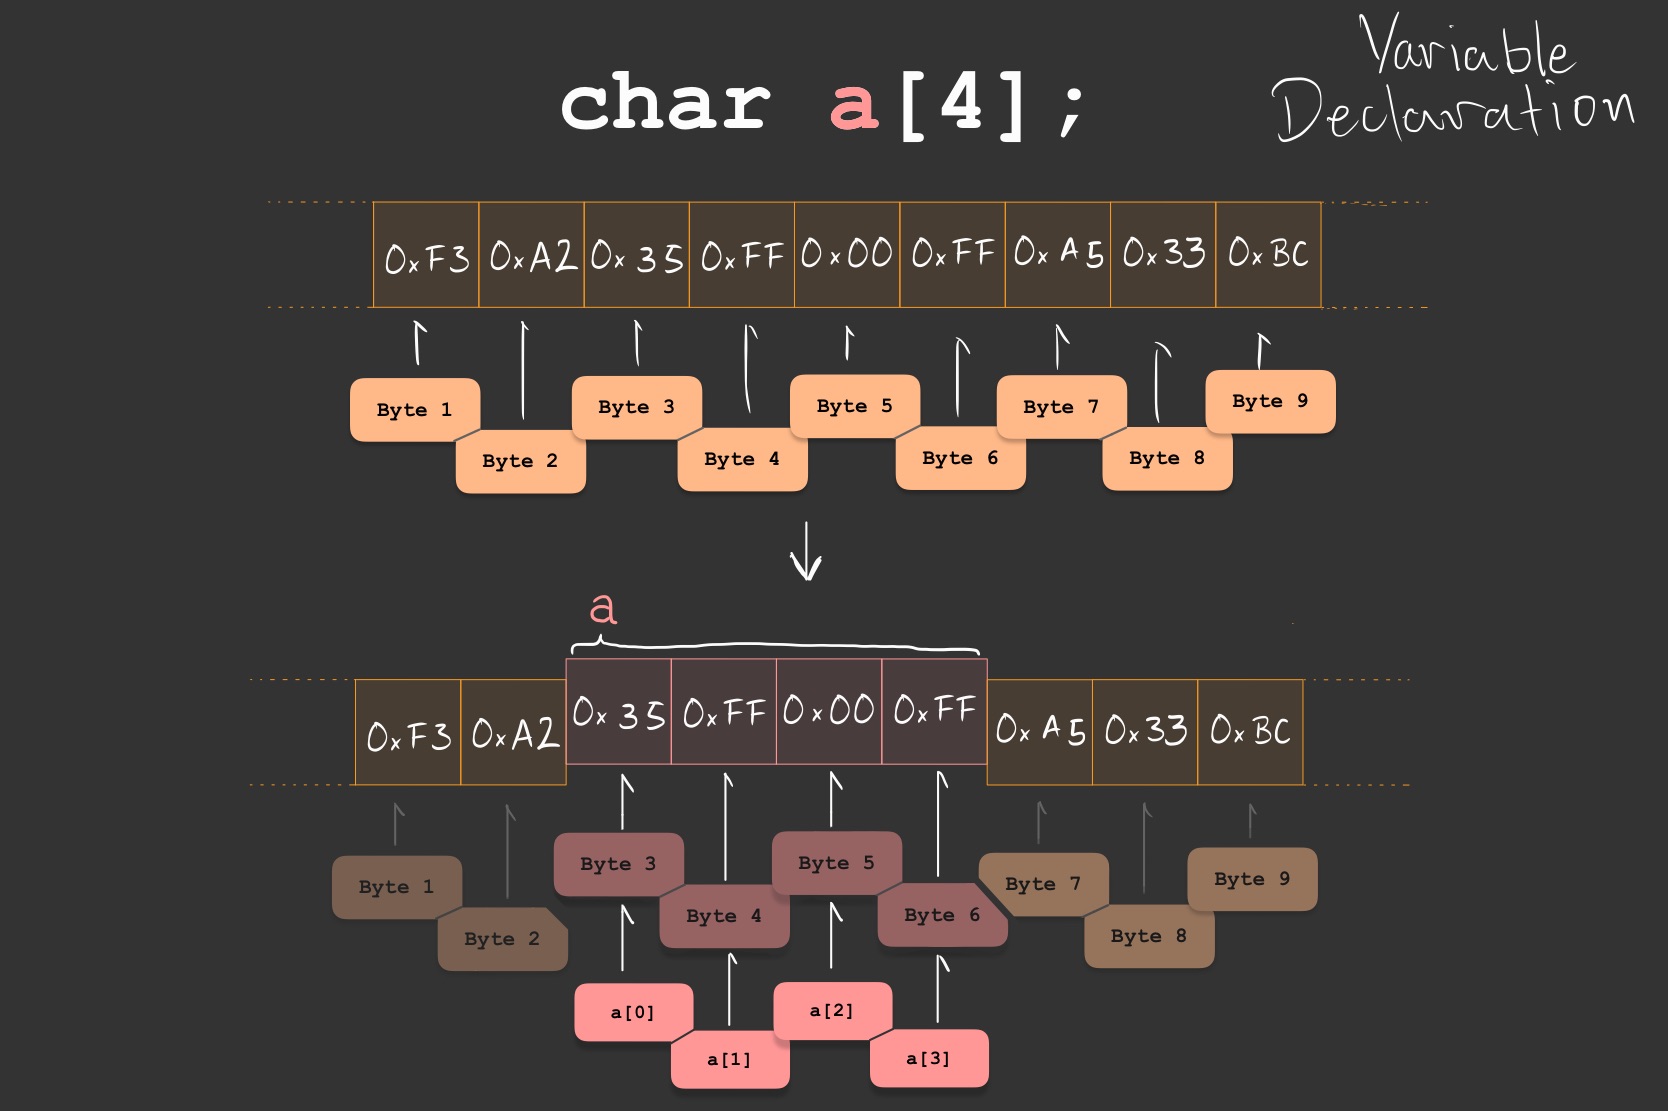 Variable
Declaration
char a[4];
0xF3 0xA2 0x35 0xFF 0x00 0xFF 0xA5 0x33 0xBC
Byte 1 Byte 3 Byte 5 Byte 7 Byte 9
Byte 2 Byte 4 Byte 6 Byte 8
a
0xF3 0xA2 0x35 0xFF 0x00 0xFF 0xA5 0x33 0xBC
Byte 1 Byte 3 Byte 5 Byte 7 Byte 9
Byte 2 Byte 4 Byte 6 Byte 8
a[0] a[2]
a[1] a[3]